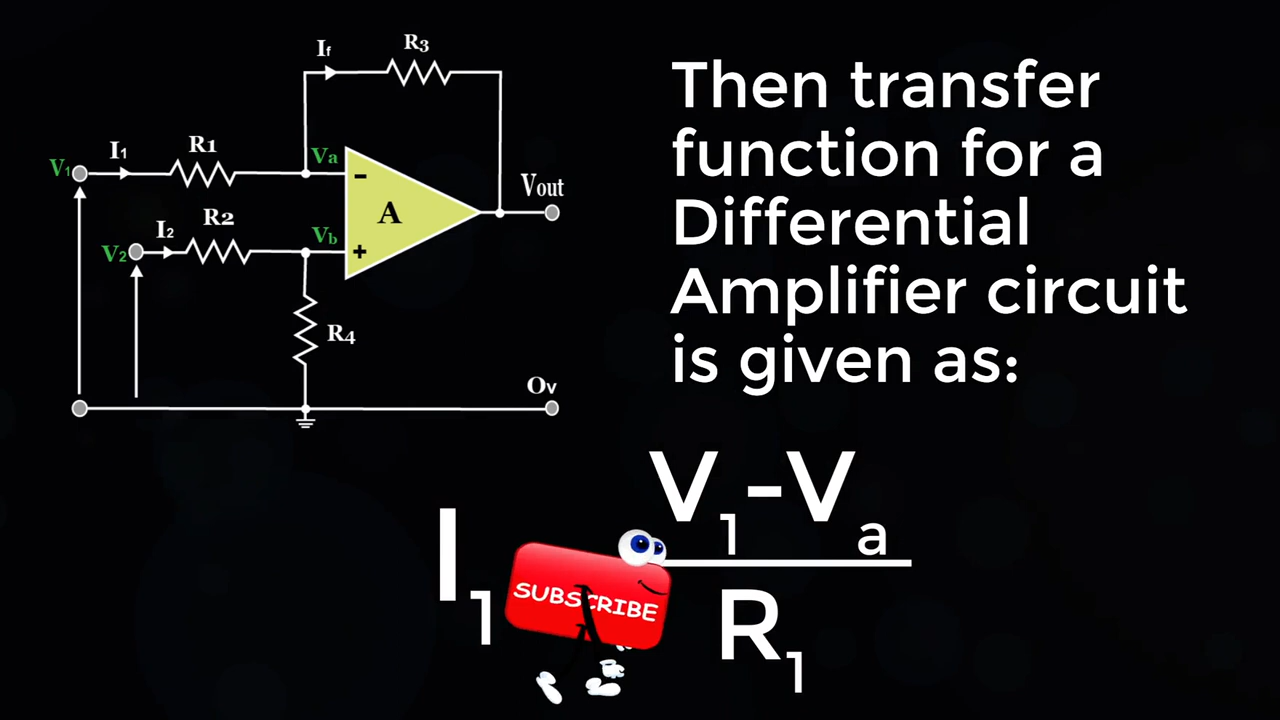 If
R3
V1
I1
R1
Va
-
Vout
A
I2
R2
V2
Vb
+
R4
0v
Then transfer
function for a
Differential
Amplifier circuit
is given as:
V1-Va
I1
SUBSCRIBE
R1